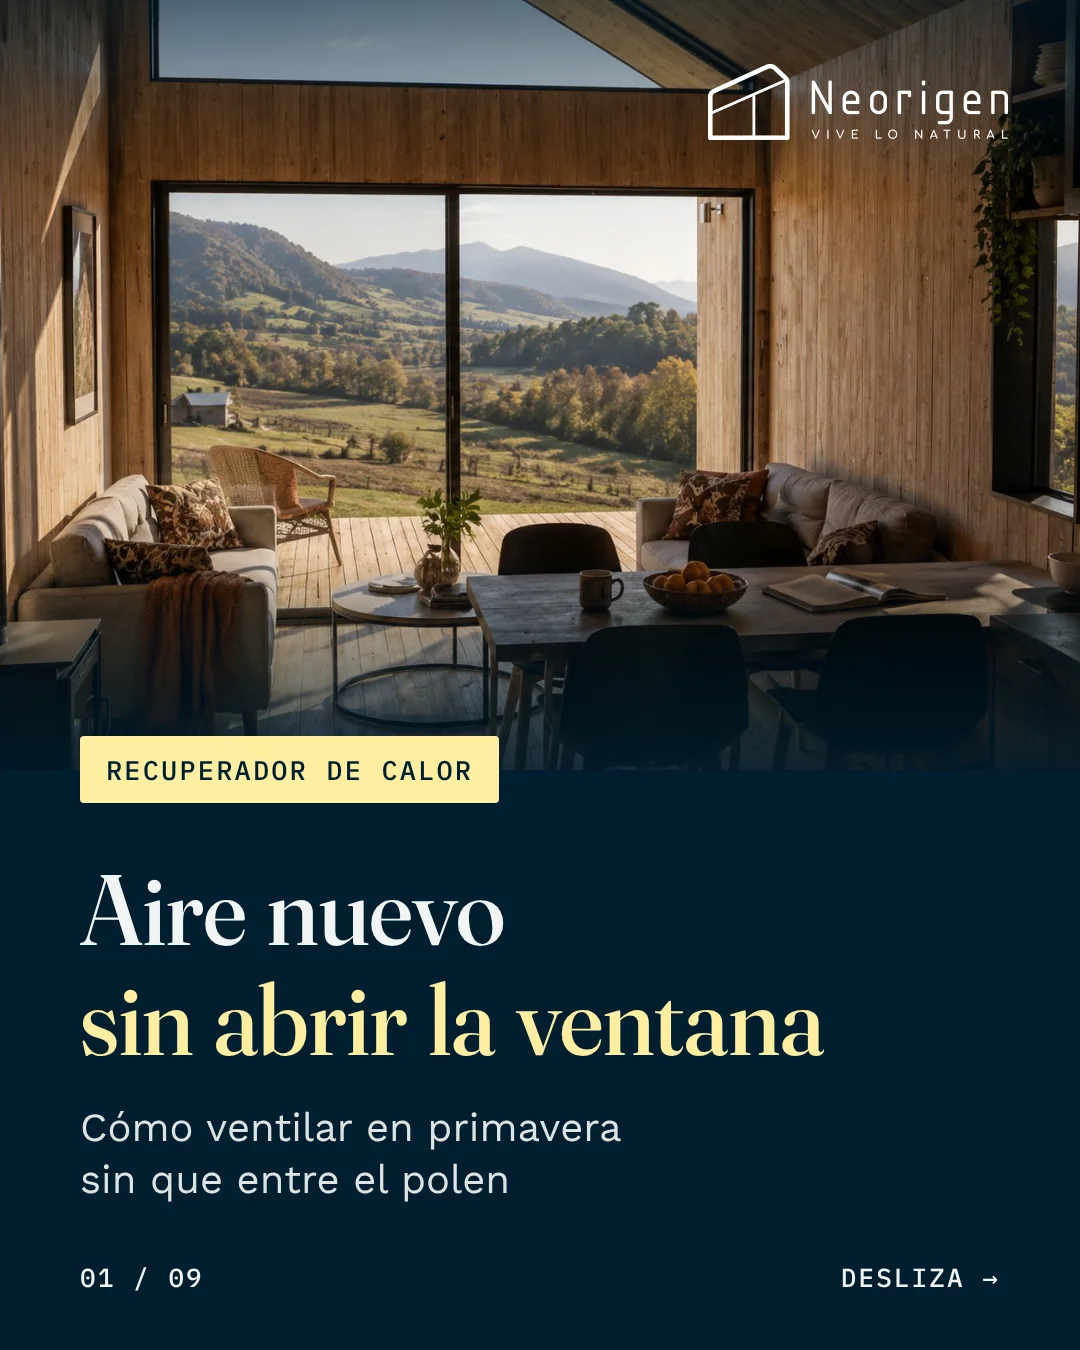 Neorigen
VIVE LO NATURAL
RECUPERADOR DE CALOR
Aire nuevo
sin abrir la ventana
Cómo ventilar en primavera
sin que entre el polen
01 / 09
DESLIZA →